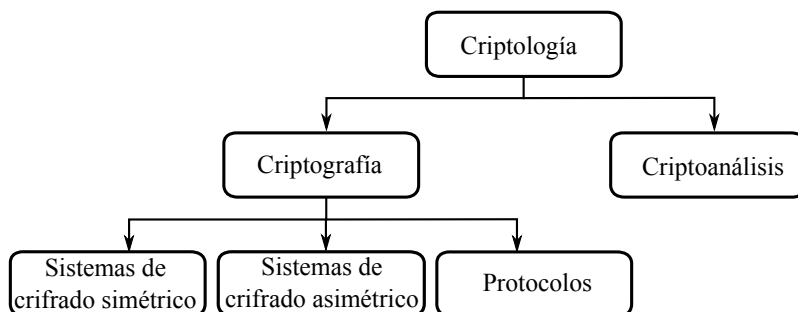 Criptología
Criptografía
Criptoanálisis
Sistemas de
crifrado simétrico
Sistemas de
crifrado asimétrico
Protocolos